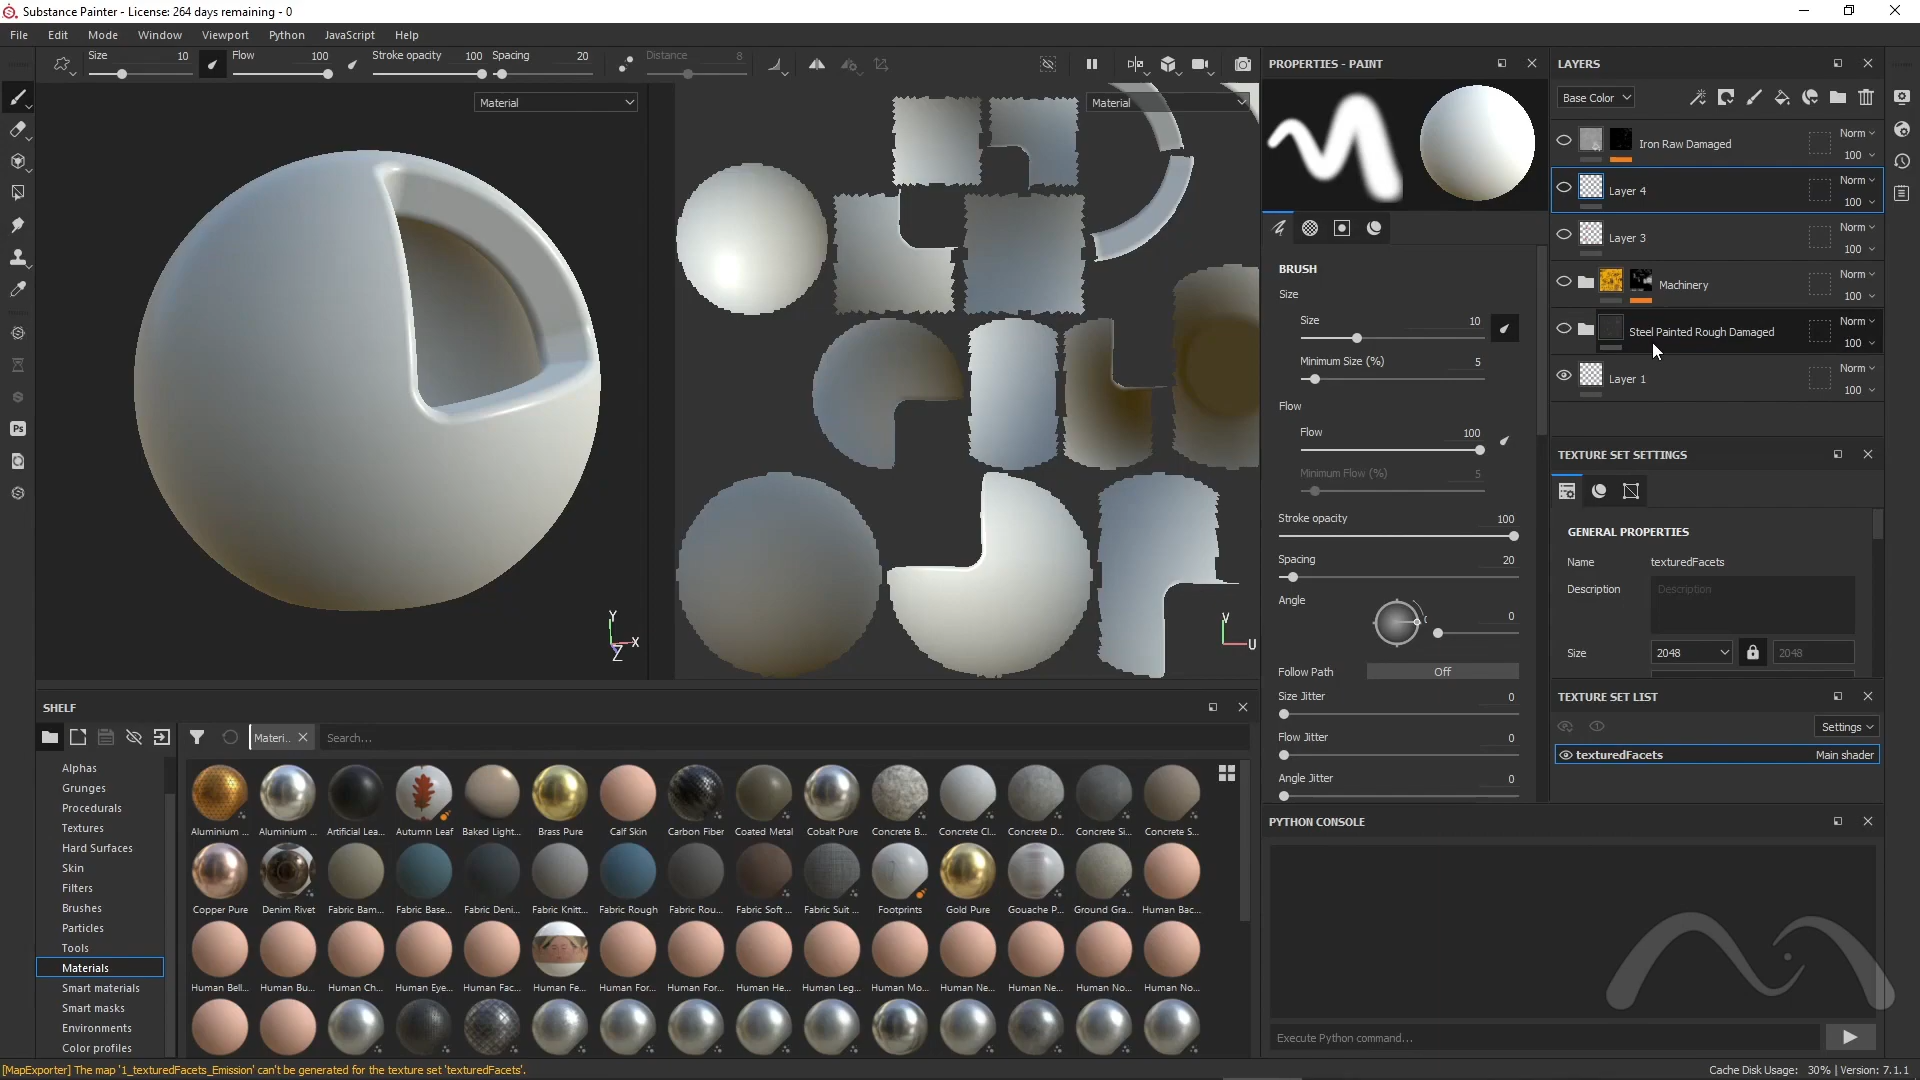 Substance Painter - License: 264 days remaining - 0
File Edit Mode Window Viewport Python JavaScript Help
Size 10 Flow 100 Stroke opacity 100 Spacing 20 Distance 8
Material
Material
PROPERTIES - PAINT
BRUSH
Size
Size 10
Minimum Size (%) 5
Flow
Flow 100
Minimum Flow (%) 5
Stroke opacity 100
Spacing 20
Angle 0
Follow Path Off
Size Jitter 0
Flow Jitter 0
Angle Jitter 0
LAYERS
Base Color
Iron Raw Damaged Norm 100
Layer 4 Norm 100
Layer 3 Norm 100
Machinery Norm 100
Steel Painted Rough Damaged Norm 100
Layer 1 Norm 100
TEXTURE SET SETTINGS
GENERAL PROPERTIES
Name texturedFacets
Description Description
Size 2048 2048
TEXTURE SET LIST
Settings
texturedFacets Main shader
PYTHON CONSOLE
Execute Python command...
Y
X
Z
V
U
Ps
SHELF
Materi.. Search...
Alphas
Grunges
Procedurals
Textures
Hard Surfaces
Skin
Filters
Brushes
Particles
Tools
Materials
Smart materials
Smart masks
Environments
Color profiles
Aluminium ... Aluminium ... Artificial Lea... Autumn Leaf Baked Light... Brass Pure Calf Skin Carbon Fiber Coated Metal Cobalt Pure Concrete B... Concrete Cl... Concrete D... Concrete Si... Concrete S...
Copper Pure Denim Rivet Fabric Bam... Fabric Base... Fabric Deni... Fabric Knitt... Fabric Rough Fabric Rou... Fabric Soft ... Fabric Suit ... Footprints Gold Pure Gouache P... Ground Gra... Human Bac...
Human Bell... Human Bu... Human Ch... Human Eye... Human Fac... Human Fe... Human For... Human For... Human He... Human Leg... Human Mo... Human Ne... Human Ne... Human No... Human No...
[MapExporter] The map '1_texturedFacets_Emission' can't be generated for the texture set 'texturedFacets'.
Cache Disk Usage: 30% | Version: 7.1.1